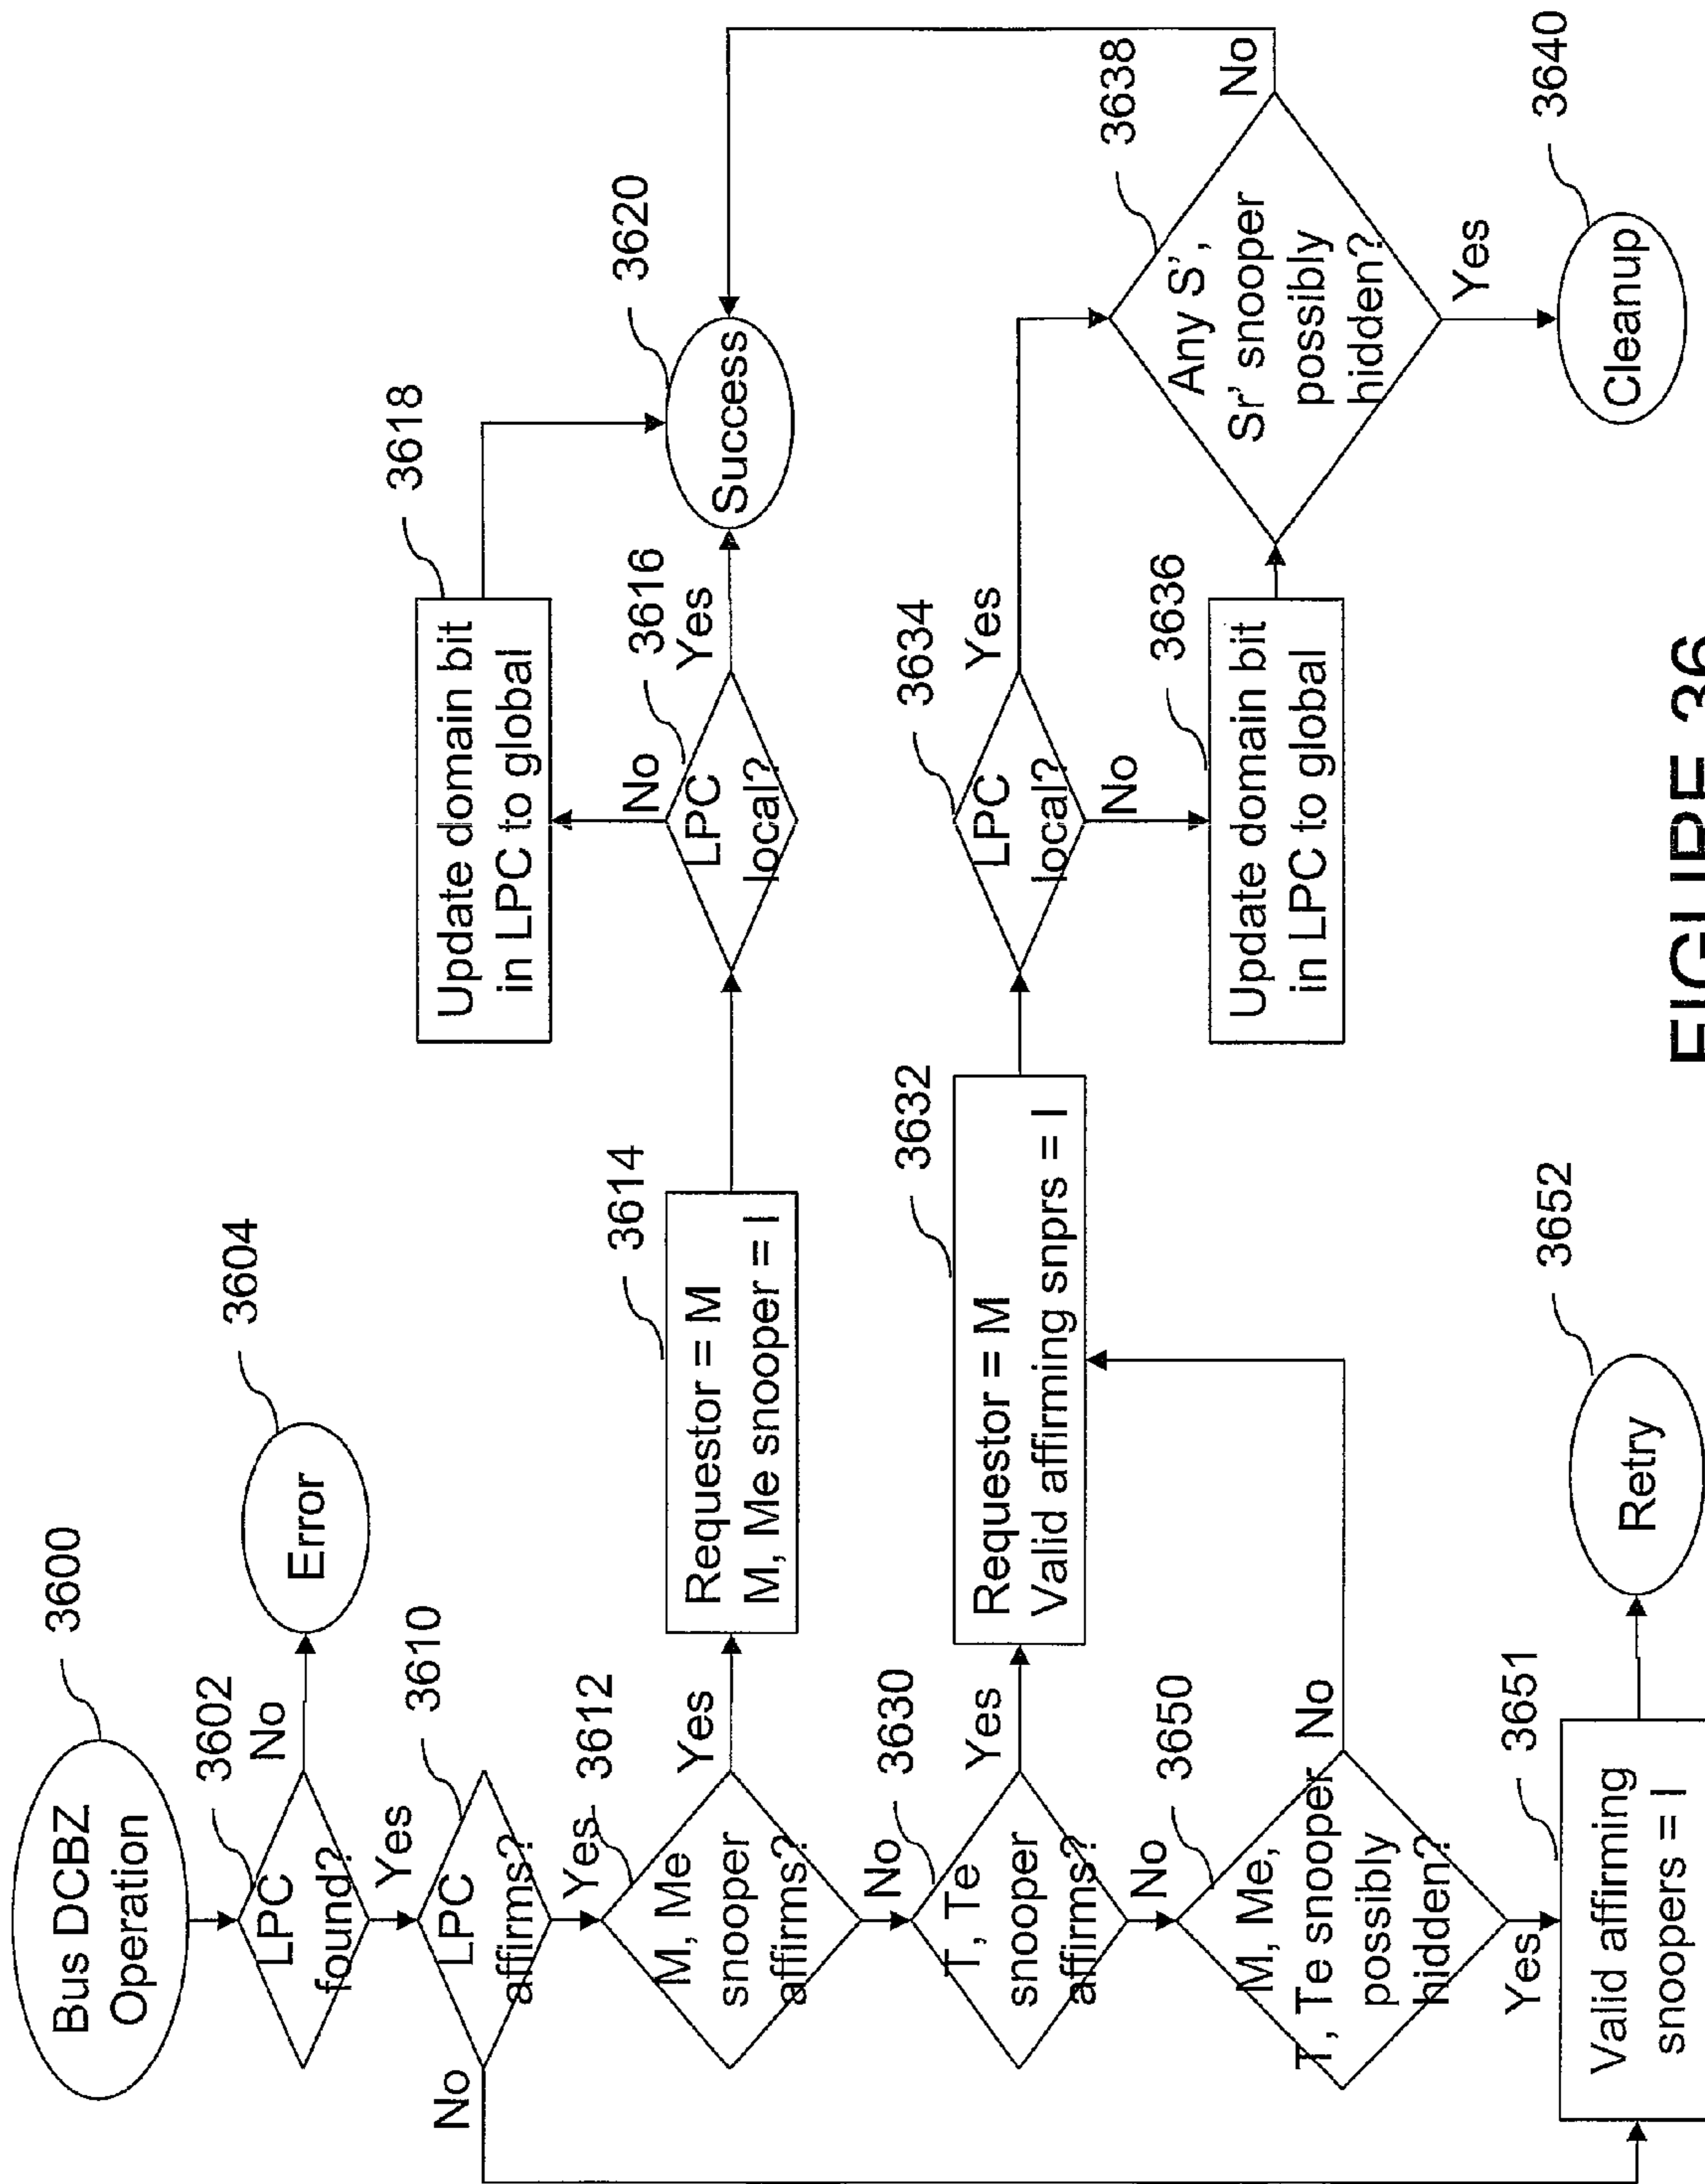 Bus DCBZ
Operation
3600
LPC
found?
3602
No
Error
3604
Yes
LPC
affirms?
3610
No
Yes
M, Me
snooper
affirms?
3612
Yes
Requestor = M
M, Me snooper = I
3614
LPC
local?
3616
No
Yes
Update domain bit
in LPC to global
3618
Success
3620
No
T, Te
snooper
affirms?
3630
Yes
Requestor = M
Valid affirming snprs = I
3632
LPC
local?
3634
Yes
No
Update domain bit
in LPC to global
3636
Any S',
Sr' snooper
possibly
hidden?
3638
No
Yes
Cleanup
3640
No
M, Me,
T, Te snooper
possibly
hidden?
3650
No
Yes
Valid affirming
snoopers = I
3651
Retry
3652
FIGURE 36